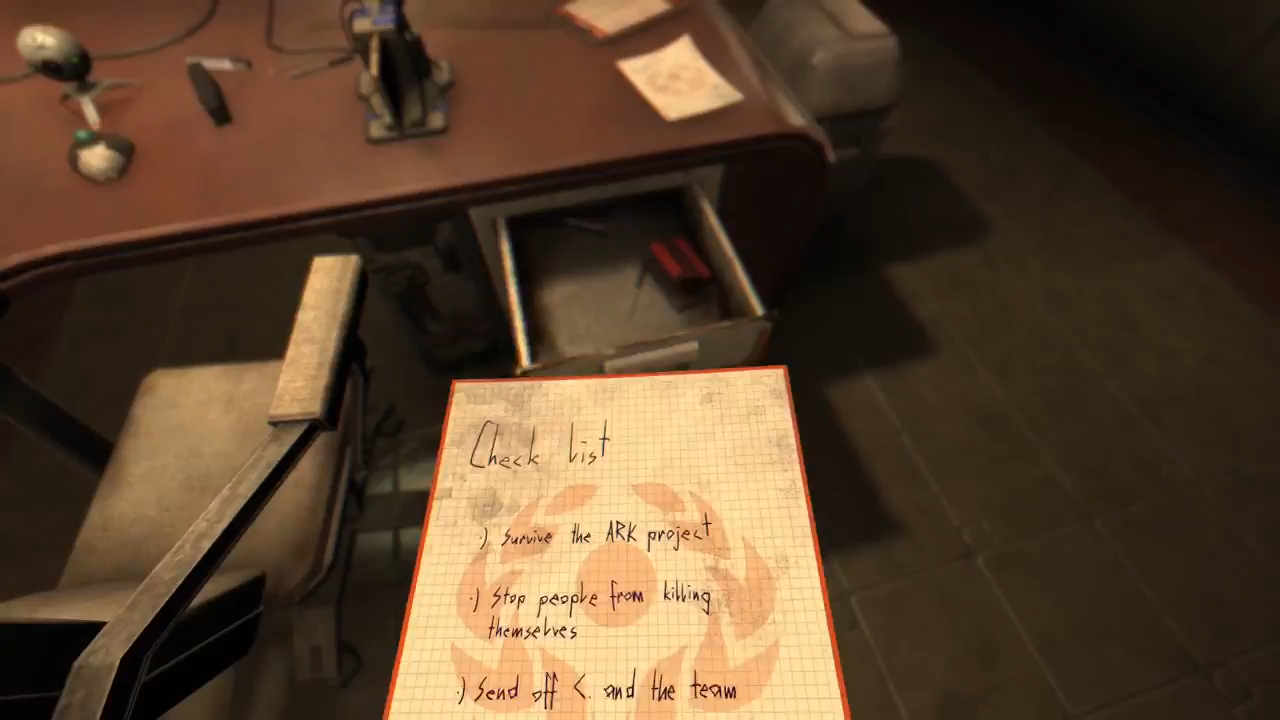 Check list
·) Survive the ARK project
·) Stop people from killing
themselves
·) Send off C. and the team